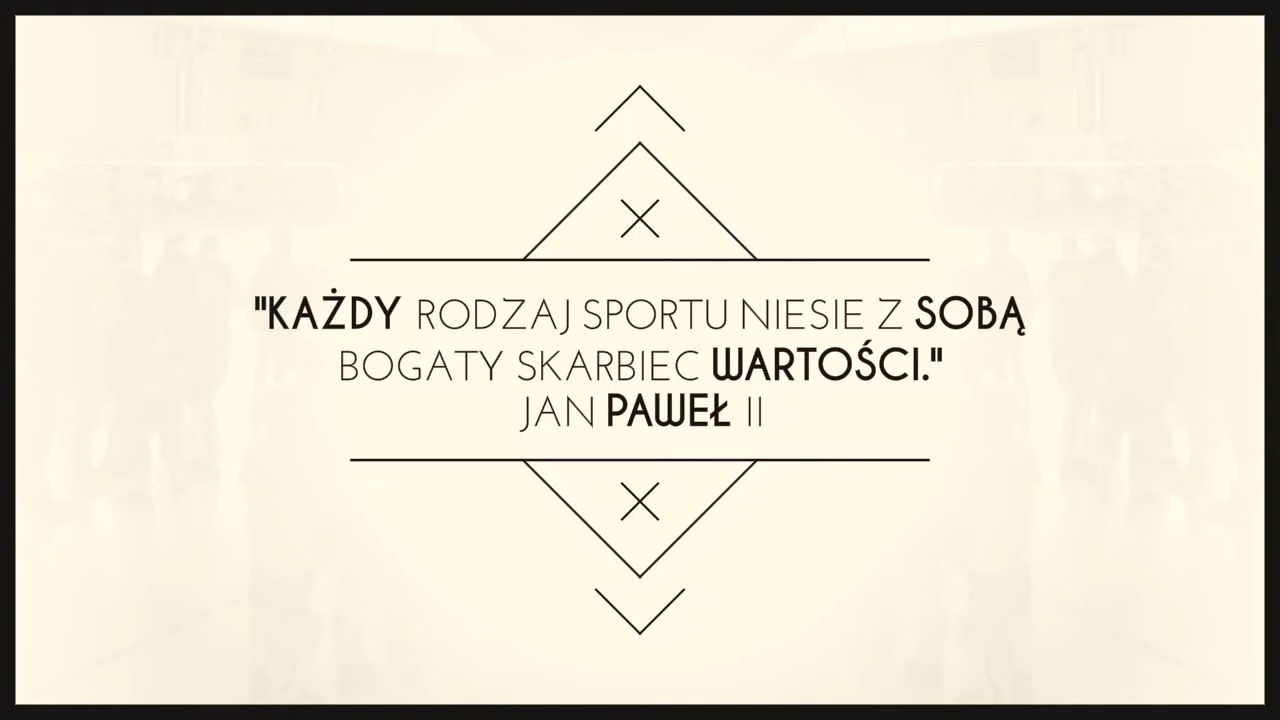 "KAŻDY RODZAJ SPORTU NIESIE Z SOBĄ
BOGATY SKARBIEC WARTOŚCI."
JAN PAWEŁ II